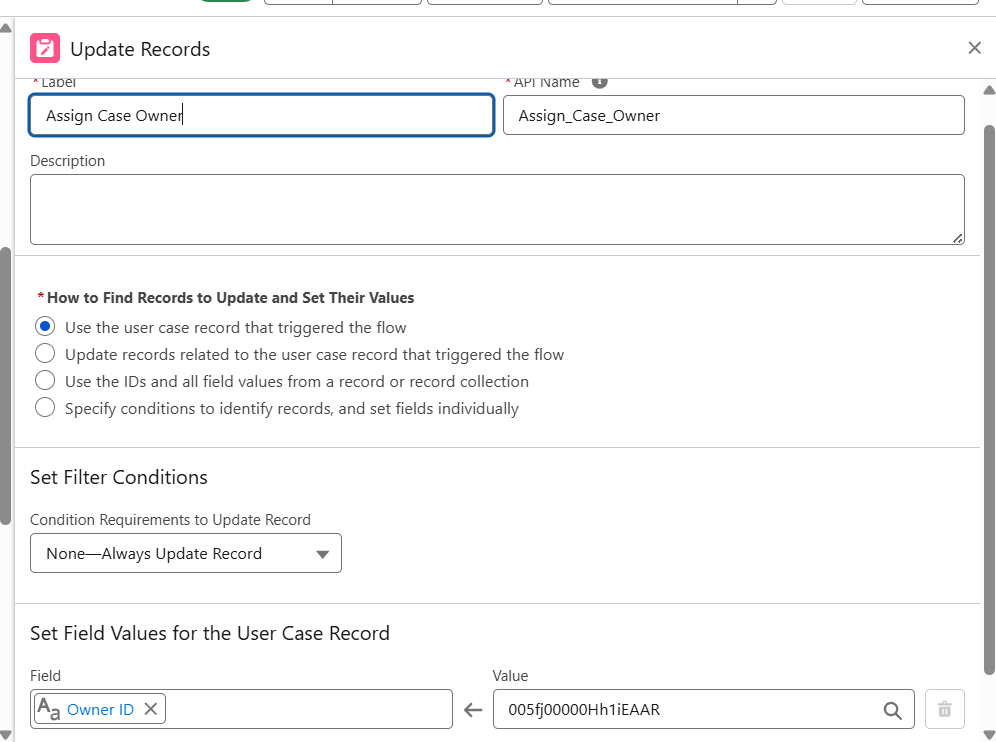 Update Records
* Label
* API Name
Assign Case Owner
Assign_Case_Owner
Description
*How to Find Records to Update and Set Their Values
Use the user case record that triggered the flow
Update records related to the user case record that triggered the flow
Use the IDs and all field values from a record or record collection
Specify conditions to identify records, and set fields individually
Set Filter Conditions
Condition Requirements to Update Record
None—Always Update Record
Set Field Values for the User Case Record
Field
Value
Aa Owner ID
005fj00000Hh1iEAAR